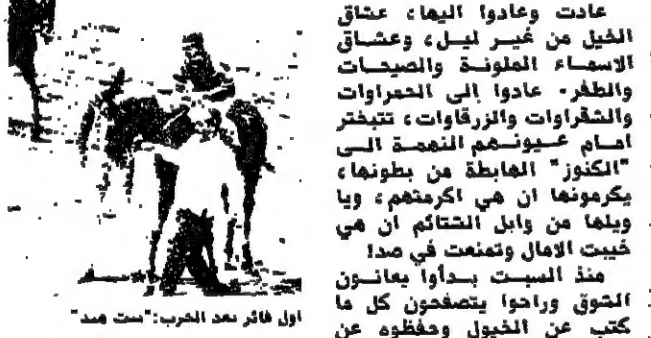 عادت وعادوا اليها، عشاق
الخيل من غير ليل، وعشاق
الاسماء الملونة والصيحات
والظفر. عادوا إلى الحمراوات
والشقراوات والزرقاوات، تتبختر
امام عيونهم النهمة الى
"الكنوز" الهابطة من بطونها،
يكرمونها ان هي اكرمتهم، ويا
ويلها من وابل الشتائم ان هي
خيبت الامال وتمنعت في صد!
منذ السبت بدأوا يعانون
الشوق وراحوا يتصفحون كل ما
كتب عن الخيول وحفظوه عن
اول فائز بعد الحرب: "ست هند"